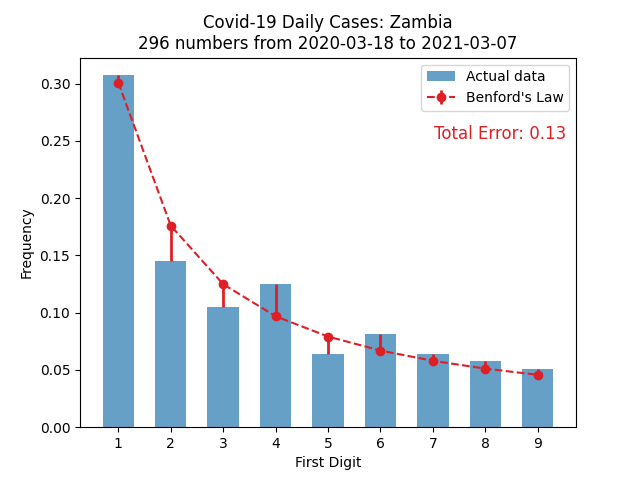 Covid-19 Daily Cases: Zambia
296 numbers from 2020-03-18 to 2021-03-07
Actual data
Benford's Law
Total Error: 0.13
Frequency
0.30
0.25
0.20
0.15
0.10
0.05
0.00
1 2 3 4 5 6 7 8 9
First Digit